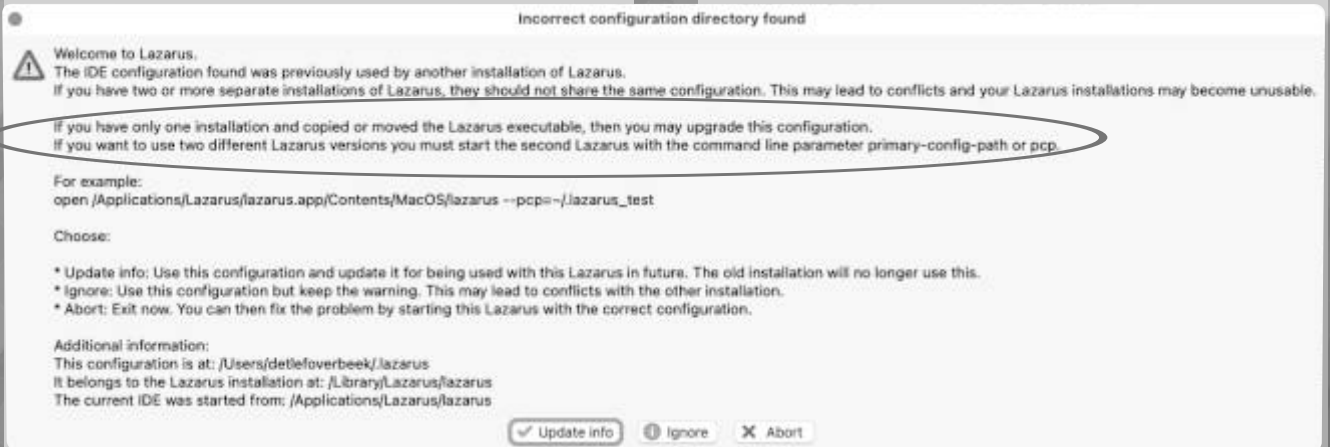 Incorrect configuration directory found
Welcome to Lazarus.
The IDE configuration found was previously used by another installation of Lazarus.
If you have two or more separate installations of Lazarus, they should not share the same configuration. This may lead to conflicts and your Lazarus installations may become unusable.
If you have only one installation and copied or moved the Lazarus executable, then you may upgrade this configuration.
If you want to use two different Lazarus versions you must start the second Lazarus with the command line parameter primary-config-path or pcp.
For example:
open /Applications/Lazarus/lazarus.app/Contents/MacOS/lazarus --pcp=~/.lazarus_test
Choose:
* Update info: Use this configuration and update it for being used with this Lazarus in future. The old installation will no longer use this.
* Ignore: Use this configuration but keep the warning. This may lead to conflicts with the other installation.
* Abort: Exit now. You can then fix the problem by starting this Lazarus with the correct configuration.
Additional information:
This configuration is at: /Users/detlefoverbeek/.lazarus
It belongs to the Lazarus installation at: /Library/Lazarus/lazarus
The current IDE was started from: /Applications/Lazarus/lazarus
Update info Ignore Abort